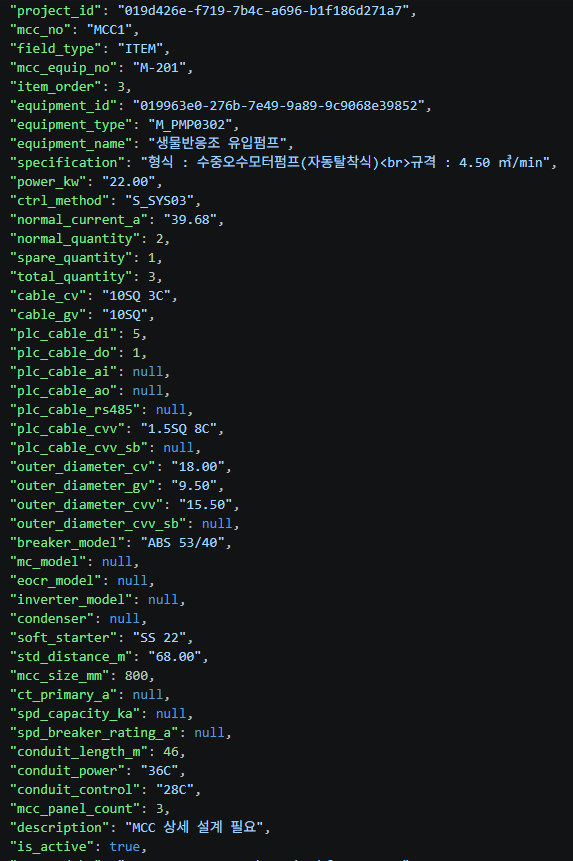 "project_id": "019d426e-f719-7b4c-a696-b1f186d271a7",
"mcc_no": "MCC1",
"field_type": "ITEM",
"mcc_equip_no": "M-201",
"item_order": 3,
"equipment_id": "019963e0-276b-7e49-9a89-9c9068e39852",
"equipment_type": "M_PMP0302",
"equipment_name": "생물반응조 유입펌프",
"specification": "형식 : 수중오수모터펌프(자동탈착식)<br>규격 : 4.50 ㎥/min",
"power_kw": "22.00",
"ctrl_method": "S_SYS03",
"normal_current_a": "39.68",
"normal_quantity": 2,
"spare_quantity": 1,
"total_quantity": 3,
"cable_cv": "10SQ 3C",
"cable_gv": "10SQ",
"plc_cable_di": 5,
"plc_cable_do": 1,
"plc_cable_ai": null,
"plc_cable_ao": null,
"plc_cable_rs485": null,
"plc_cable_cvv": "1.5SQ 8C",
"plc_cable_cvv_sb": null,
"outer_diameter_cv": "18.00",
"outer_diameter_gv": "9.50",
"outer_diameter_cvv": "15.50",
"outer_diameter_cvv_sb": null,
"breaker_model": "ABS 53/40",
"mc_model": null,
"eocr_model": null,
"inverter_model": null,
"condenser": null,
"soft_starter": "SS 22",
"std_distance_m": "68.00",
"mcc_size_mm": 800,
"ct_primary_a": null,
"spd_capacity_ka": null,
"spd_breaker_rating_a": null,
"conduit_length_m": 46,
"conduit_power": "36C",
"conduit_control": "28C",
"mcc_panel_count": 3,
"description": "MCC 상세 설계 필요",
"is_active": true,